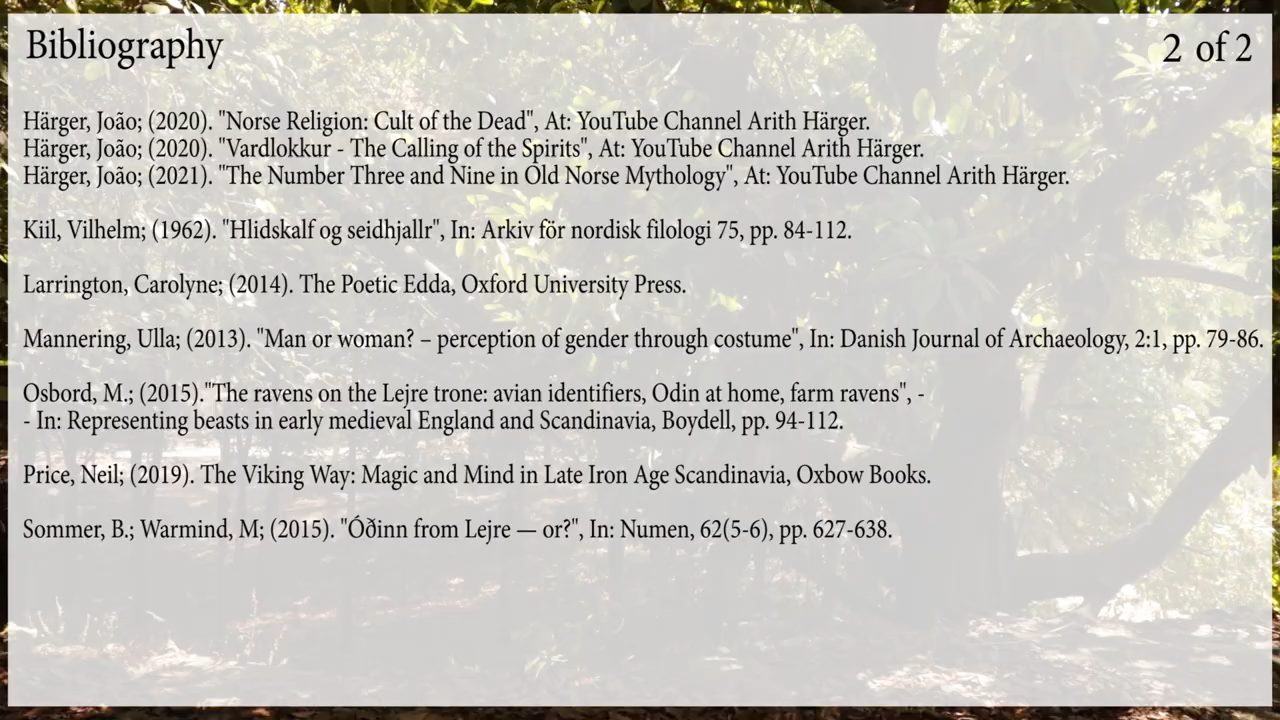 Bibliography
2 of 2
Härger, João; (2020). "Norse Religion: Cult of the Dead", At: YouTube Channel Arith Härger.
Härger, João; (2020). "Vardlokkur - The Calling of the Spirits", At: YouTube Channel Arith Härger.
Härger, João; (2021). "The Number Three and Nine in Old Norse Mythology", At: YouTube Channel Arith Härger.
Kiil, Vilhelm; (1962). "Hlidskalf og seidhjallr", In: Arkiv för nordisk filologi 75, pp. 84-112.
Larrington, Carolyne; (2014). The Poetic Edda, Oxford University Press.
Mannering, Ulla; (2013). "Man or woman? – perception of gender through costume", In: Danish Journal of Archaeology, 2:1, pp. 79-86.
Osbord, M.; (2015)."The ravens on the Lejre trone: avian identifiers, Odin at home, farm ravens", -
- In: Representing beasts in early medieval England and Scandinavia, Boydell, pp. 94-112.
Price, Neil; (2019). The Viking Way: Magic and Mind in Late Iron Age Scandinavia, Oxbow Books.
Sommer, B.; Warmind, M; (2015). "Óðinn from Lejre — or?", In: Numen, 62(5-6), pp. 627-638.